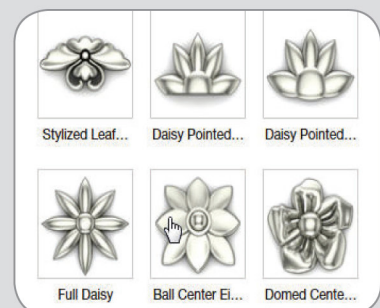 Stylized Leaf...
Daisy Pointed...
Daisy Pointed...
Full Daisy
Ball Center Ei...
Domed Cente...